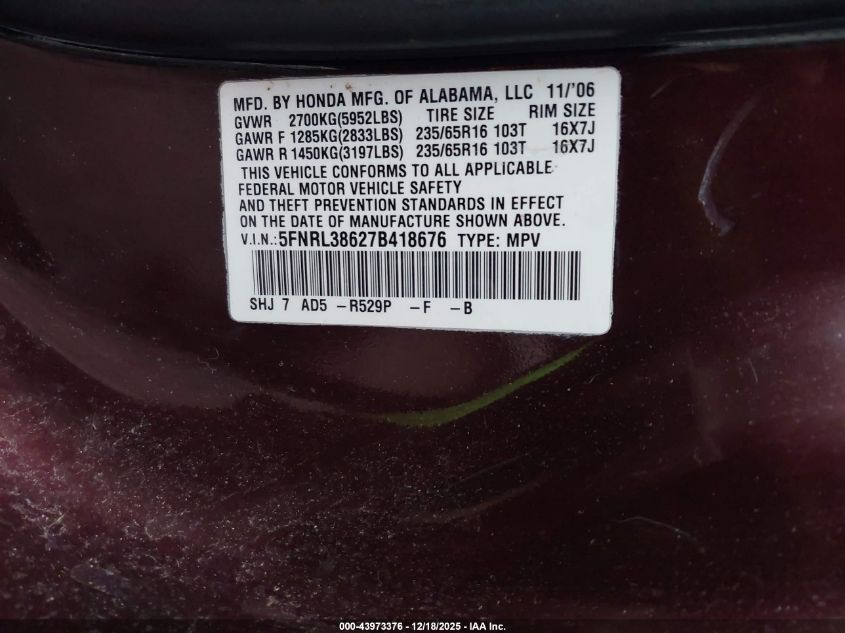 MFD. BY HONDA MFG. OF ALABAMA, LLC 11/'06
GVWR 2700KG(5952LBS) TIRE SIZE RIM SIZE
GAWR F 1285KG(2833LBS) 235/65R16 103T 16X7J
GAWR R 1450KG(3197LBS) 235/65R16 103T 16X7J
THIS VEHICLE CONFORMS TO ALL APPLICABLE
FEDERAL MOTOR VEHICLE SAFETY
AND THEFT PREVENTION STANDARDS IN EFFECT
ON THE DATE OF MANUFACTURE SHOWN ABOVE.
V.I.N.:5FNRL38627B418676 TYPE: MPV
SHJ 7 AD5 -R529P -F -B
000-43973376 - 12/18/2025 - IAA Inc.